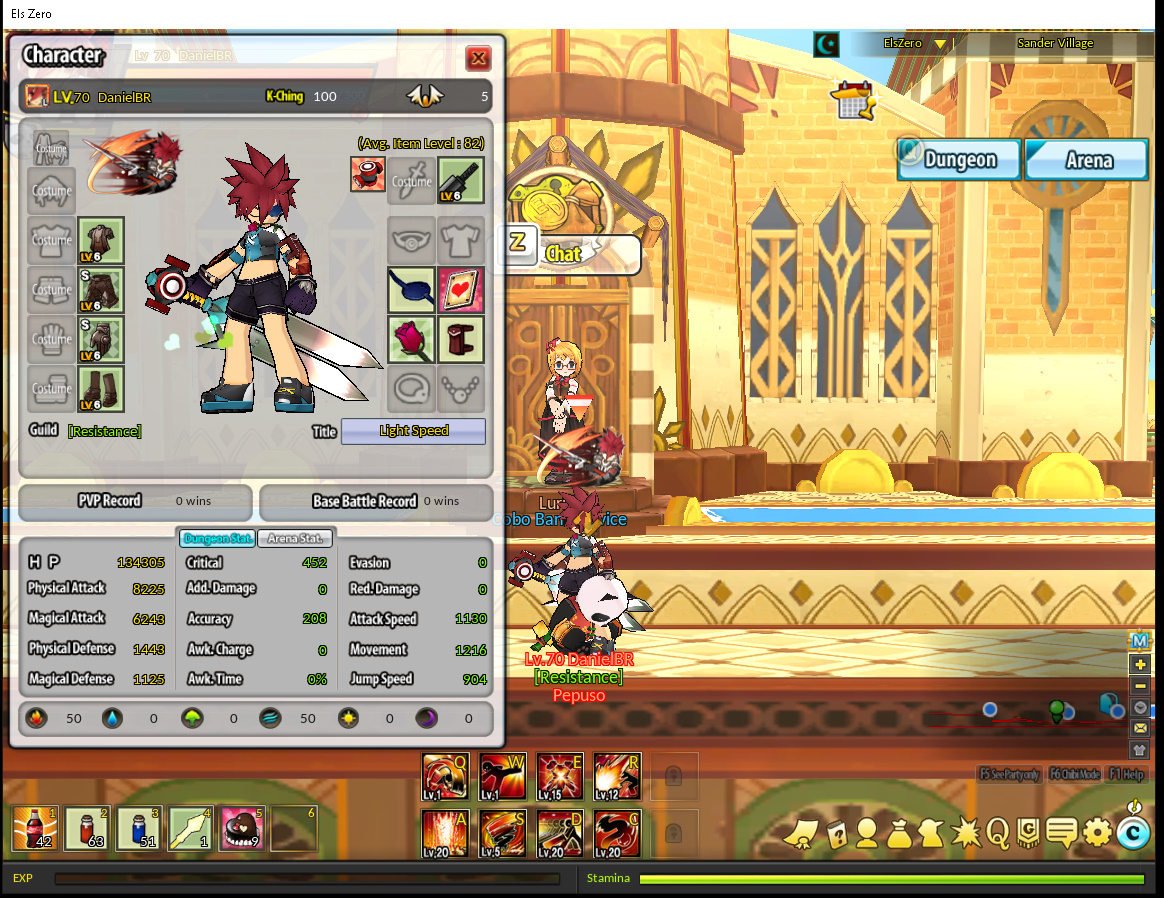 Els Zero
Character
Lv 70 DanielBR
LV.70 DanielBR K-Ching 100 5
ElsZero Sander Village
(Avg. Item Level : 82)
Costume
Costume
Costume
Costume
Costume
Costume
LV.6
LV.6
S
LV.6
S
LV.6
LV.6
Dungeon Arena
Z Chat
Guild [Resistance] Title Light Speed
PVP Record 0 wins Base Battle Record 0 wins
Dungeon Stat. Arena Stat.
HP 134305 Critical 452 Evasion 0
Physical Attack 8225 Add. Damage 0 Red. Damage 0
Magical Attack 6243 Accuracy 208 Attack Speed 1130
Physical Defense 1443 Awk. Charge 0 Movement 1216
Magical Defense 1125 Awk. Time 0% Jump Speed 904
50 0 0 50 0 0
Lv.70 DanielBR
[Resistance]
Pepuso
M
F5 See Party only F6 Chibi Mode F1 Help
Q W E R
Lv.1 Lv.1 Lv.15 Lv.12
A S D C
Lv.20 Lv.5 Lv.20 Lv.20
1 2 3 4 5 6
42 63 51 1 9
EXP Stamina